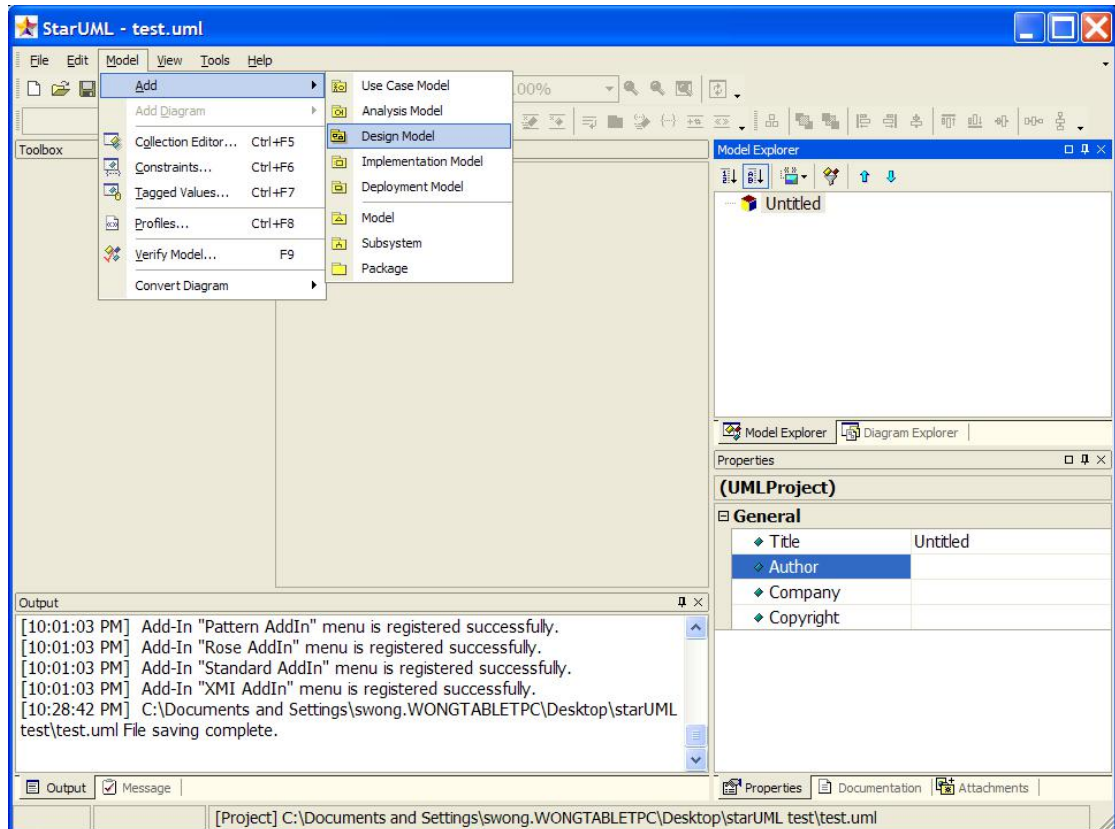 StarUML - test.uml
File Edit Model View Tools Help
Add
Add Diagram
Collection Editor... Ctrl+F5
Constraints... Ctrl+F6
Tagged Values... Ctrl+F7
Profiles... Ctrl+F8
Verify Model... F9
Convert Diagram
Use Case Model
Analysis Model
Design Model
Implementation Model
Deployment Model
Model
Subsystem
Package
Toolbox
Model Explorer
Untitled
Model Explorer Diagram Explorer
Properties
(UMLProject)
General
Title Untitled
Author
Company
Copyright
Output
[10:01:03 PM] Add-In "Pattern AddIn" menu is registered successfully.
[10:01:03 PM] Add-In "Rose AddIn" menu is registered successfully.
[10:01:03 PM] Add-In "Standard AddIn" menu is registered successfully.
[10:01:03 PM] Add-In "XMI AddIn" menu is registered successfully.
[10:28:42 PM] C:\Documents and Settings\swong.WONGTABLETPC\Desktop\starUML
test\test.uml File saving complete.
Output Message
Properties Documentation Attachments
[Project] C:\Documents and Settings\swong.WONGTABLETPC\Desktop\starUML test\test.uml